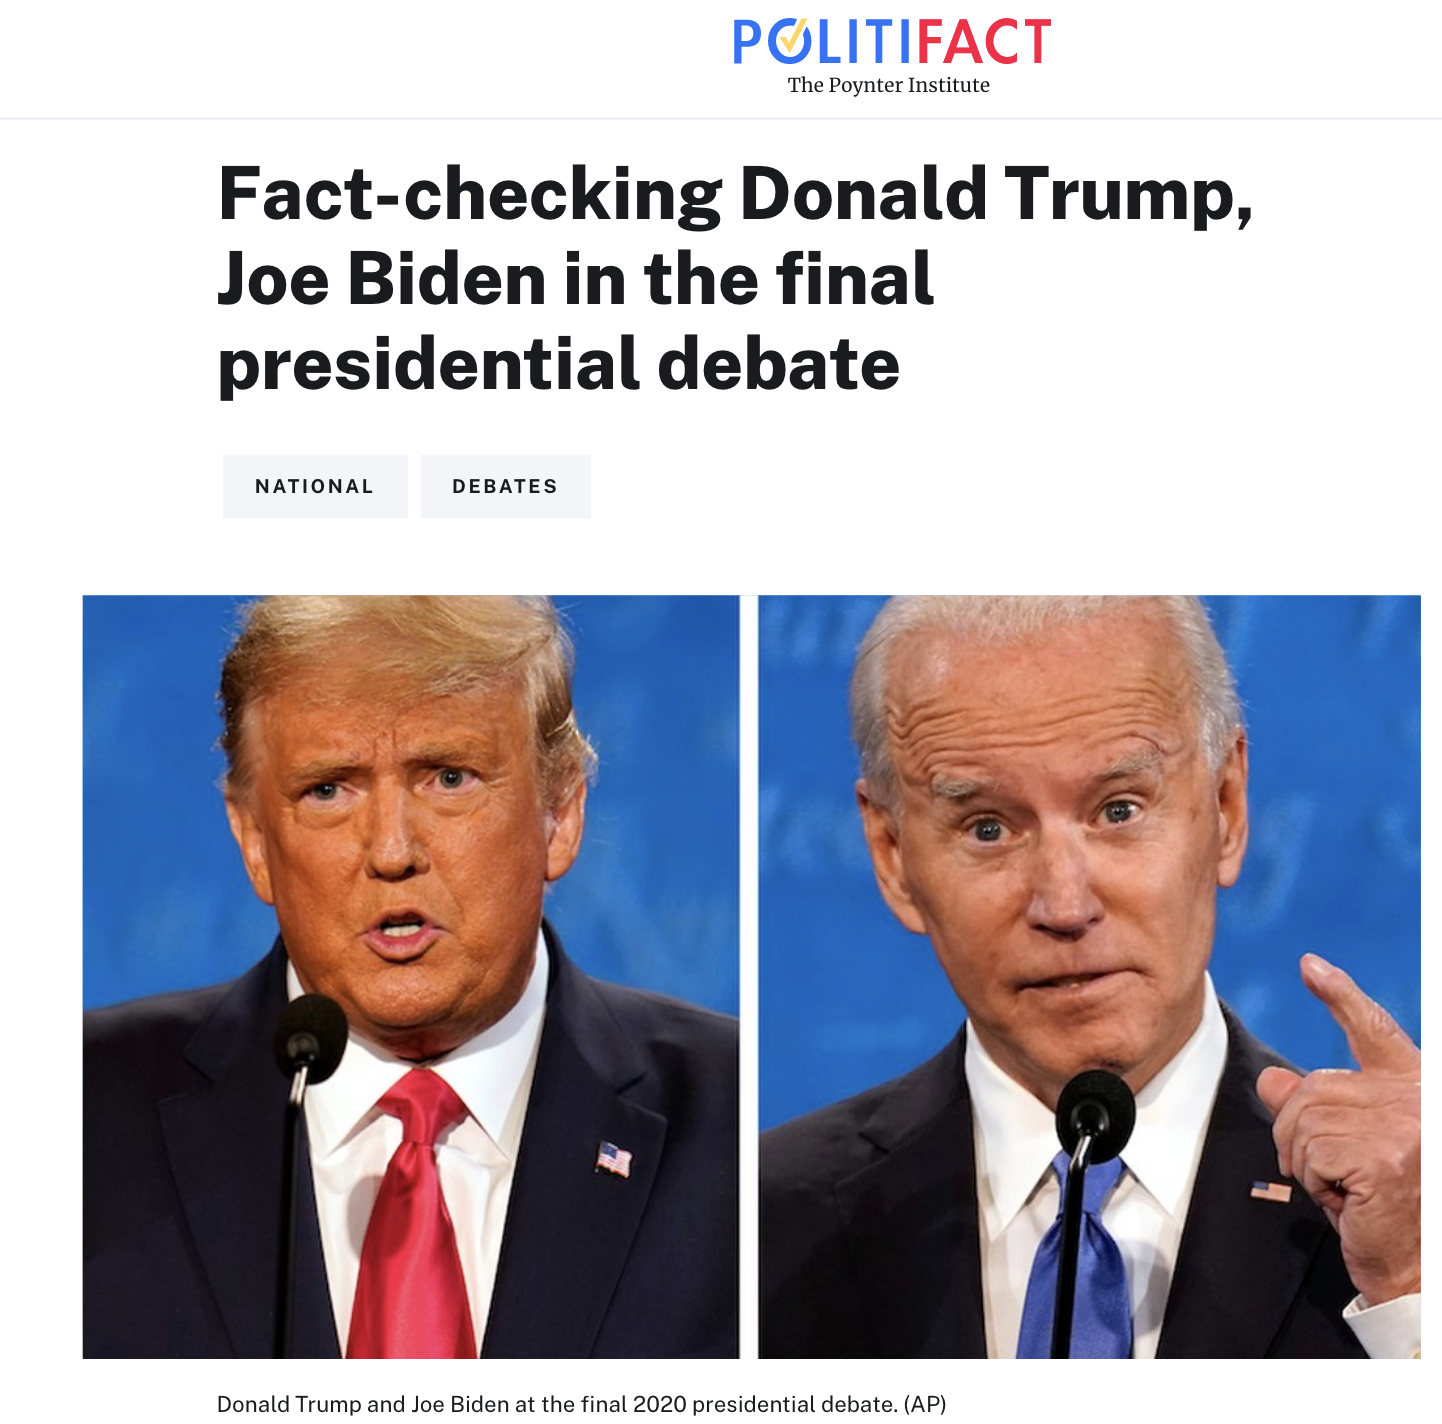 POLITIFACT
The Poynter Institute
Fact-checking Donald Trump,
Joe Biden in the final
presidential debate
NATIONAL
DEBATES
Donald Trump and Joe Biden at the final 2020 presidential debate. (AP)